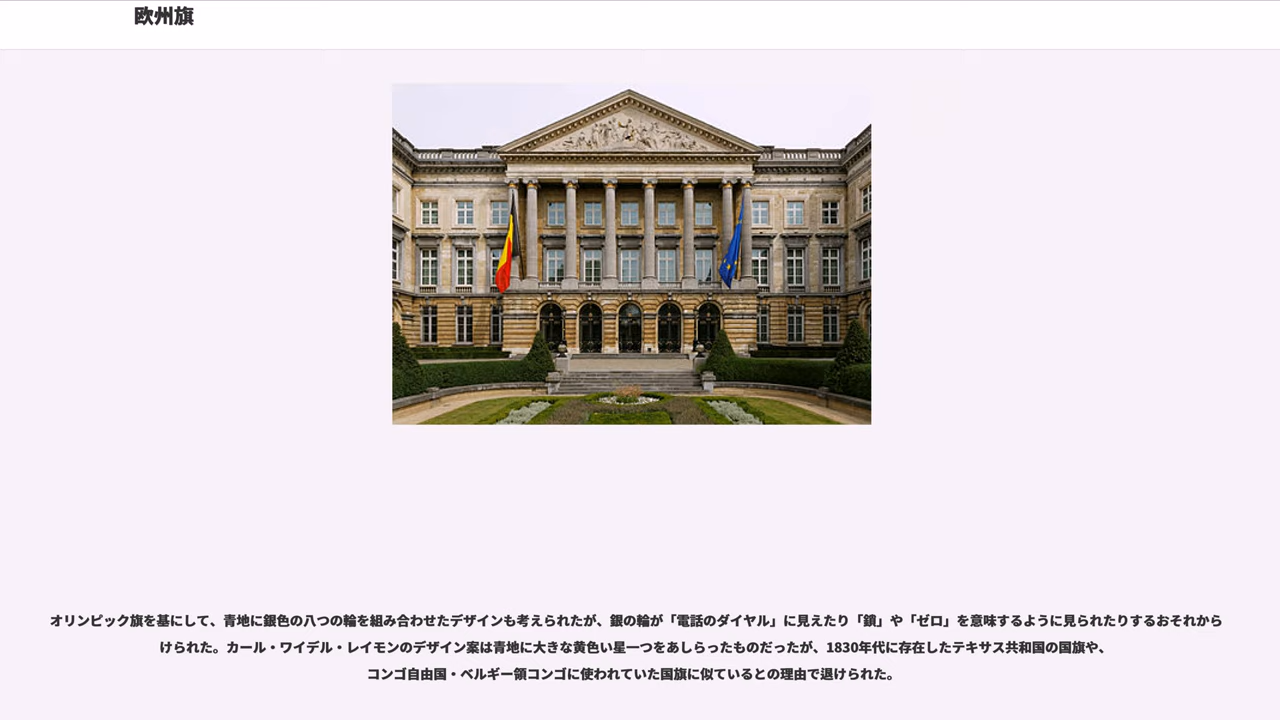 欧州旗
オリンピック旗を基にして、青地に銀色の八つの輪を組み合わせたデザインも考えられたが、銀の輪が「電話のダイヤル」に見えたり「鎖」や「ゼロ」を意味するように見られたりするおそれから
けられた。カール・ワイデル・レイモンのデザイン案は青地に大きな黄色い星一つをあしらったものだったが、1830年代に存在したテキサス共和国の国旗や、
コンゴ自由国・ベルギー領コンゴに使われていた国旗に似ているとの理由で退けられた。